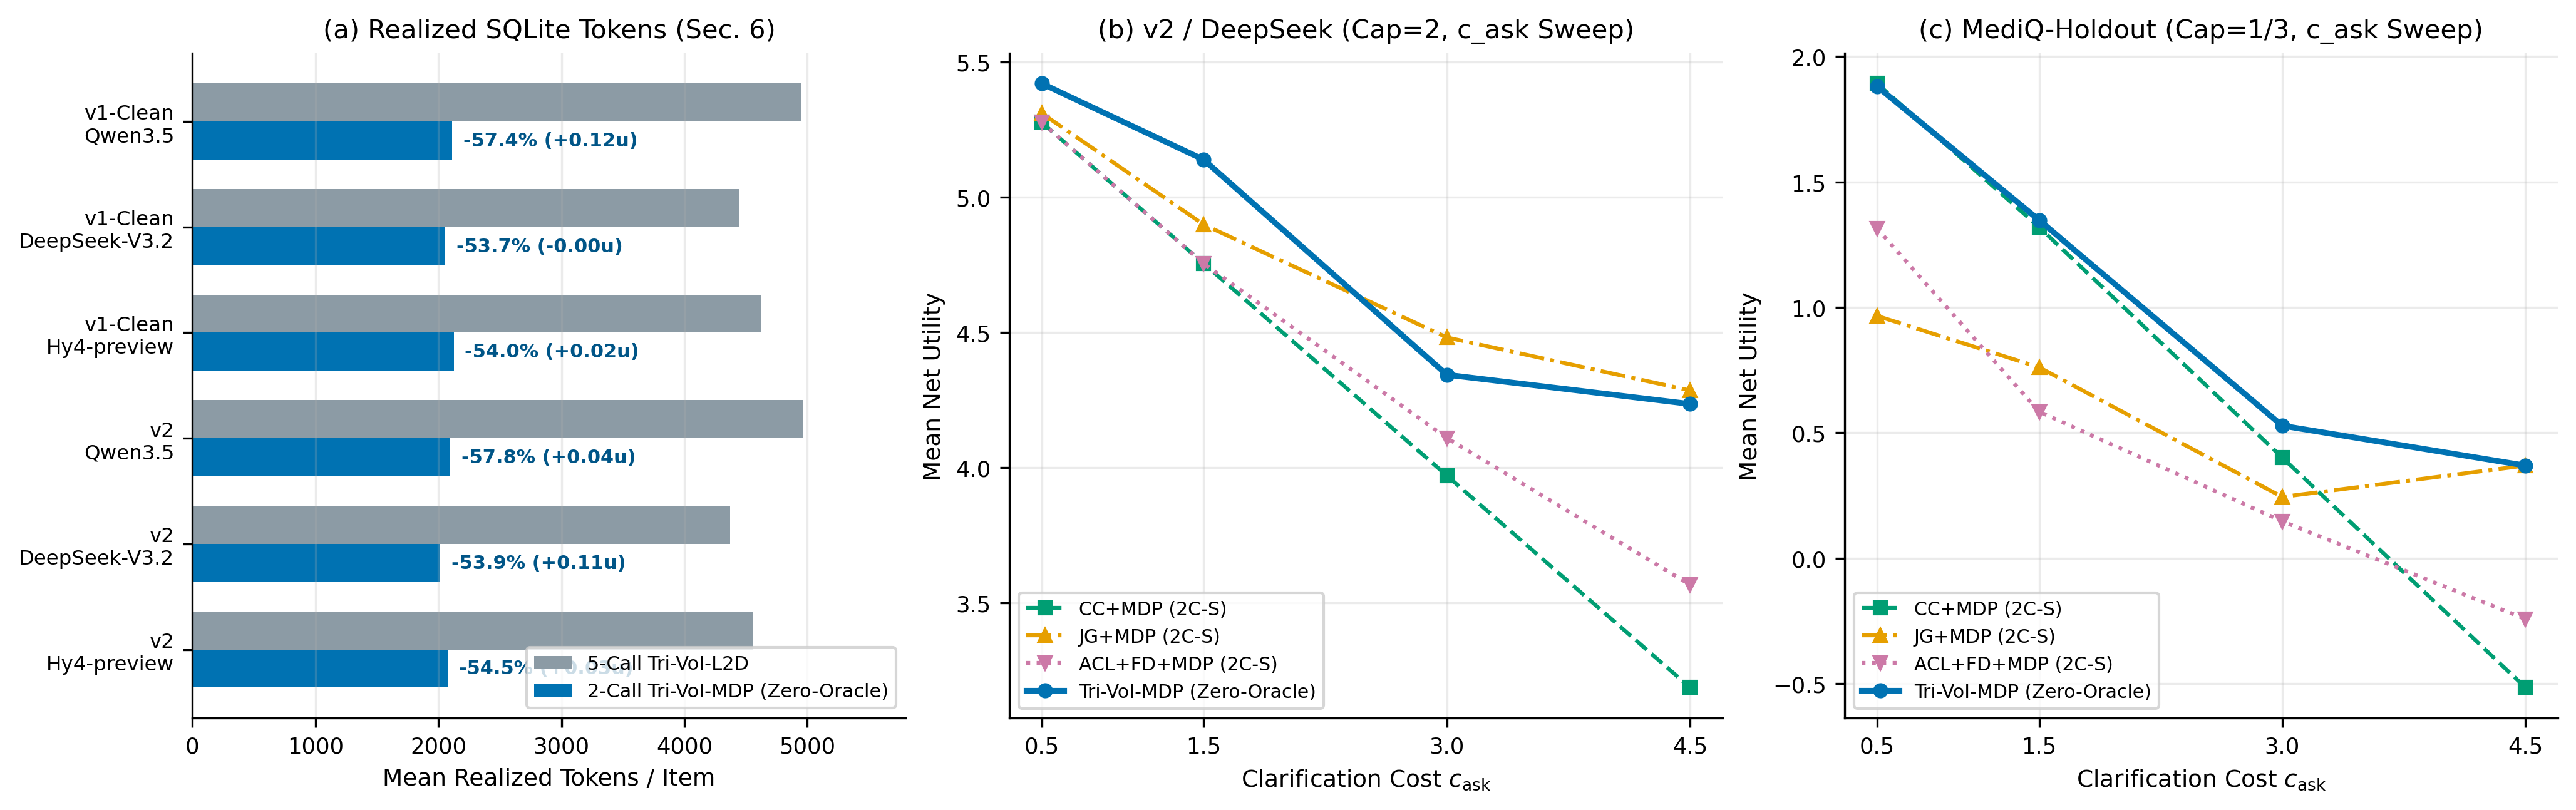 (a) Realized SQLite Tokens (Sec. 6)
v1-Clean
Qwen3.5
-57.4% (+0.12u)
v1-Clean
DeepSeek-V3.2
-53.7% (-0.00u)
v1-Clean
Hy4-preview
-54.0% (+0.02u)
v2
Qwen3.5
-57.8% (+0.04u)
v2
DeepSeek-V3.2
-53.9% (+0.11u)
v2
Hy4-preview
-54.5%
5-Call Tri-VoI-L2D
2-Call Tri-VoI-MDP (Zero-Oracle)
0 1000 2000 3000 4000 5000
Mean Realized Tokens / Item
(b) v2 / DeepSeek (Cap=2, c_ask Sweep)
Mean Net Utility
5.5
5.0
4.5
4.0
3.5
CC+MDP (2C-S)
JG+MDP (2C-S)
ACL+FD+MDP (2C-S)
Tri-VoI-MDP (Zero-Oracle)
0.5 1.5 3.0 4.5
Clarification Cost c_ask
(c) MediQ-Holdout (Cap=1/3, c_ask Sweep)
Mean Net Utility
2.0
1.5
1.0
0.5
0.0
−0.5
CC+MDP (2C-S)
JG+MDP (2C-S)
ACL+FD+MDP (2C-S)
Tri-VoI-MDP (Zero-Oracle)
0.5 1.5 3.0 4.5
Clarification Cost c_ask